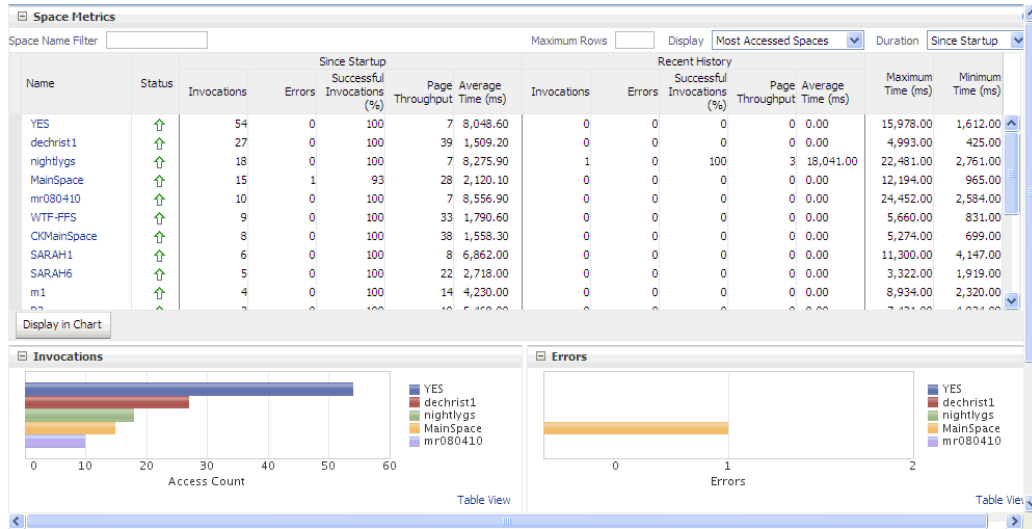 Space Metrics
Space Name Filter Maximum Rows Display Most Accessed Spaces Duration Since Startup
Since Startup Recent History
Name Status Invocations Errors Successful Invocations (%) Page Throughput Average Time (ms) Invocations Errors Successful Invocations (%) Page Throughput Average Time (ms) Maximum Time (ms) Minimum Time (ms)
YES 54 0 100 7 8,048.60 0 0 0 0 0.00 15,978.00 1,612.00
dechrist1 27 0 100 39 1,509.20 0 0 0 0 0.00 4,993.00 425.00
nightlygs 18 0 100 7 8,275.90 1 0 100 3 18,041.00 22,481.00 2,761.00
MainSpace 15 1 93 28 2,120.10 0 0 0 0 0.00 12,194.00 965.00
mr080410 10 0 100 7 8,556.90 0 0 0 0 0.00 24,452.00 2,584.00
WTF-FFS 9 0 100 33 1,790.60 0 0 0 0 0.00 5,660.00 831.00
CKMainSpace 8 0 100 38 1,558.30 0 0 0 0 0.00 5,274.00 699.00
SARAH1 6 0 100 8 6,862.00 0 0 0 0 0.00 11,300.00 4,147.00
SARAH6 5 0 100 22 2,718.00 0 0 0 0 0.00 3,322.00 1,919.00
m1 4 0 100 14 4,230.00 0 0 0 0 0.00 8,934.00 2,320.00
Display in Chart
Invocations
YES
dechrist1
nightlygs
MainSpace
mr080410
0 10 20 30 40 50 60
Access Count
Table View
Errors
YES
dechrist1
nightlygs
MainSpace
mr080410
0 1 2
Errors
Table View